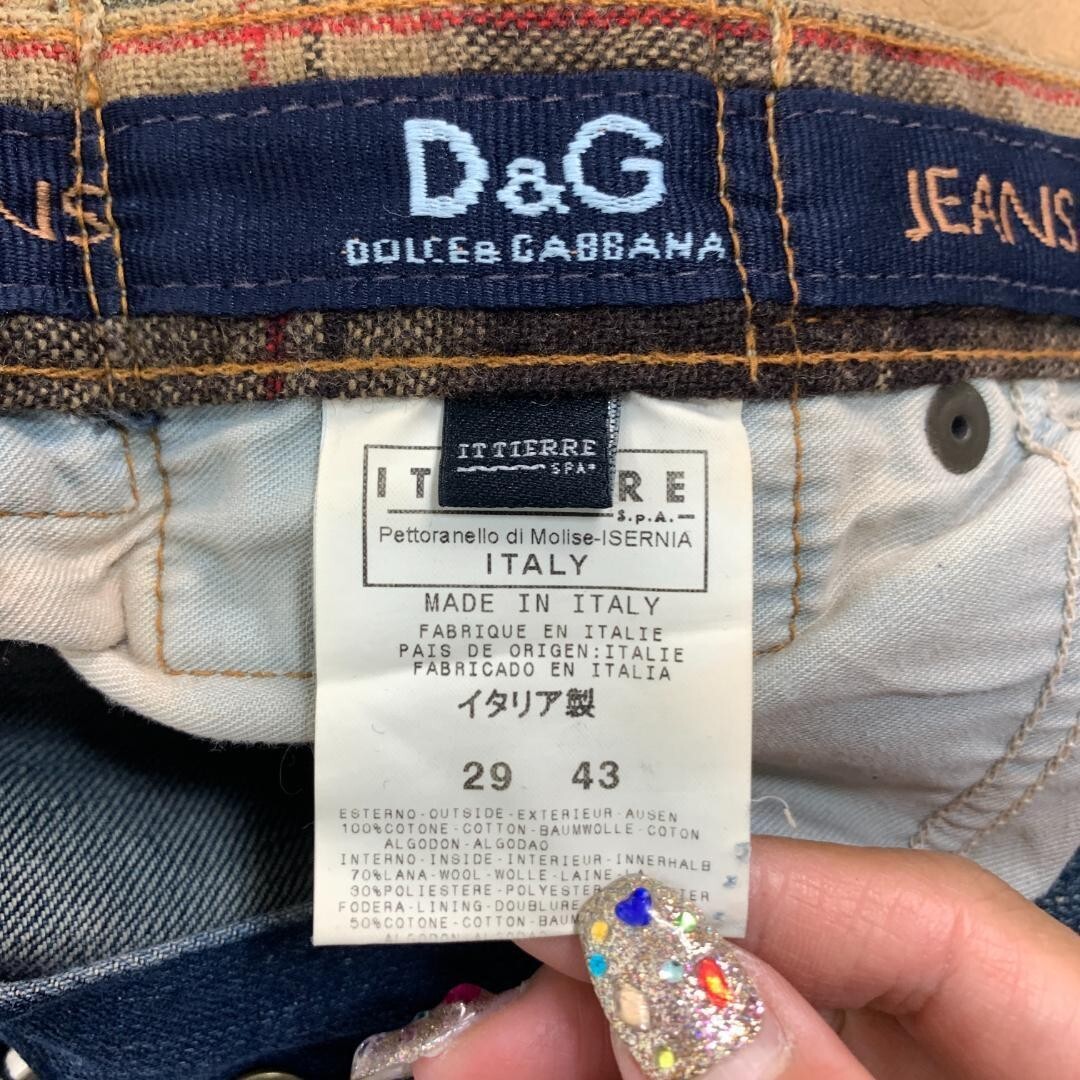 D&G
DOLCE & GABBANA
JEANS
ITTIERRE
SPA
RE
S.p.A.
Pettoranello di Molise-ISERNIA
ITALY
MADE IN ITALY
FABRIQUE EN ITALIE
PAIS DE ORIGEN:ITALIE
FABRICADO EN ITALIA
イタリア製
29 43
ESTERNO-OUTSIDE-EXTERIEUR-AUSEN
100%COTONE-COTTON-BAUMWOLLE-COTON
ALGODON-ALGODAO
INTERNO-INSIDE-INTERIEUR-INNERHALB
70%LANA-WOOL-WOLLE-LAINE
30%POLIESTERE-POLYESTER
FODERA-LINING-DOUBLURE
50%COTONE-COTTON-BAUM
ALGODON-ALGODAO